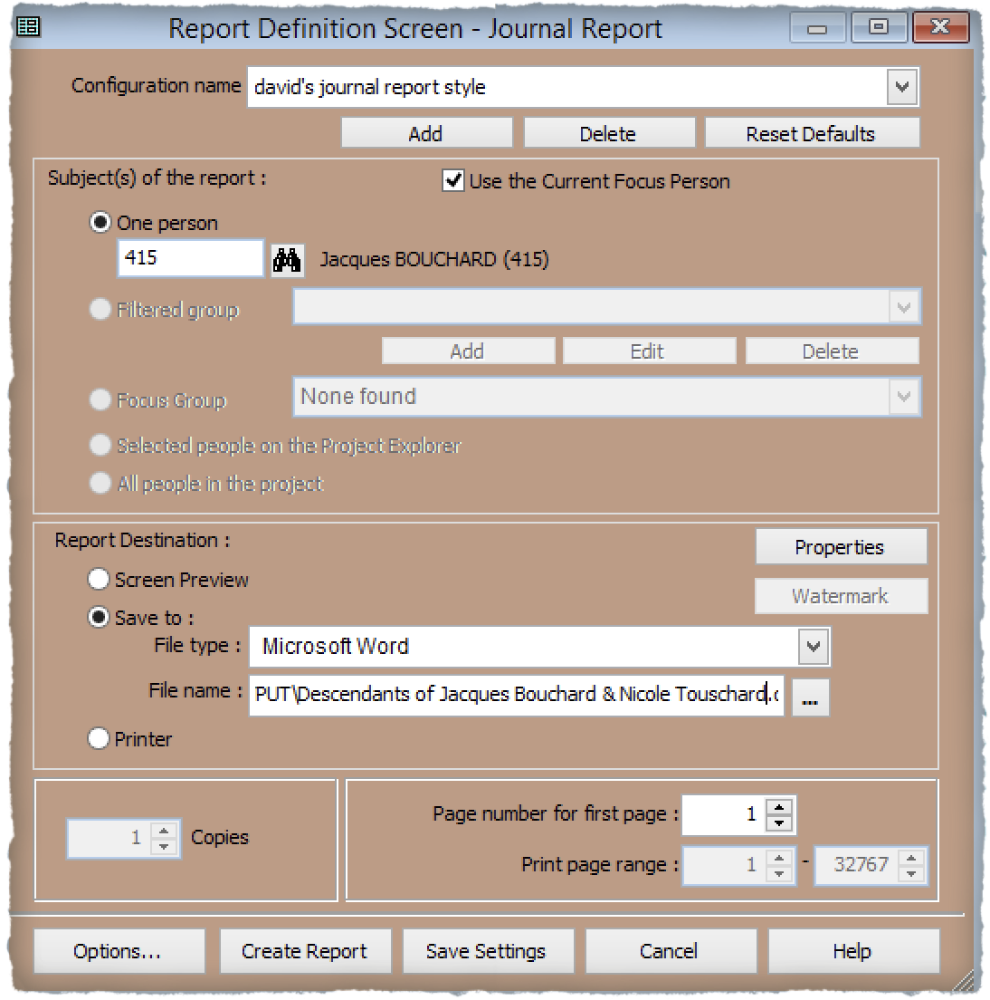 Report Definition Screen - Journal Report
Configuration name david's journal report style
Add Delete Reset Defaults
Subject(s) of the report :
Use the Current Focus Person
One person
415 Jacques BOUCHARD (415)
Filtered group
Add Edit Delete
Focus Group None found
Selected people on the Project Explorer
All people in the project
Report Destination :
Properties
Screen Preview
Watermark
Save to :
File type : Microsoft Word
File name : PUT\Descendants of Jacques Bouchard & Nicole Touschard. ...
Printer
Page number for first page : 1
1 Copies
Print page range : 1 - 32767
Options... Create Report Save Settings Cancel Help